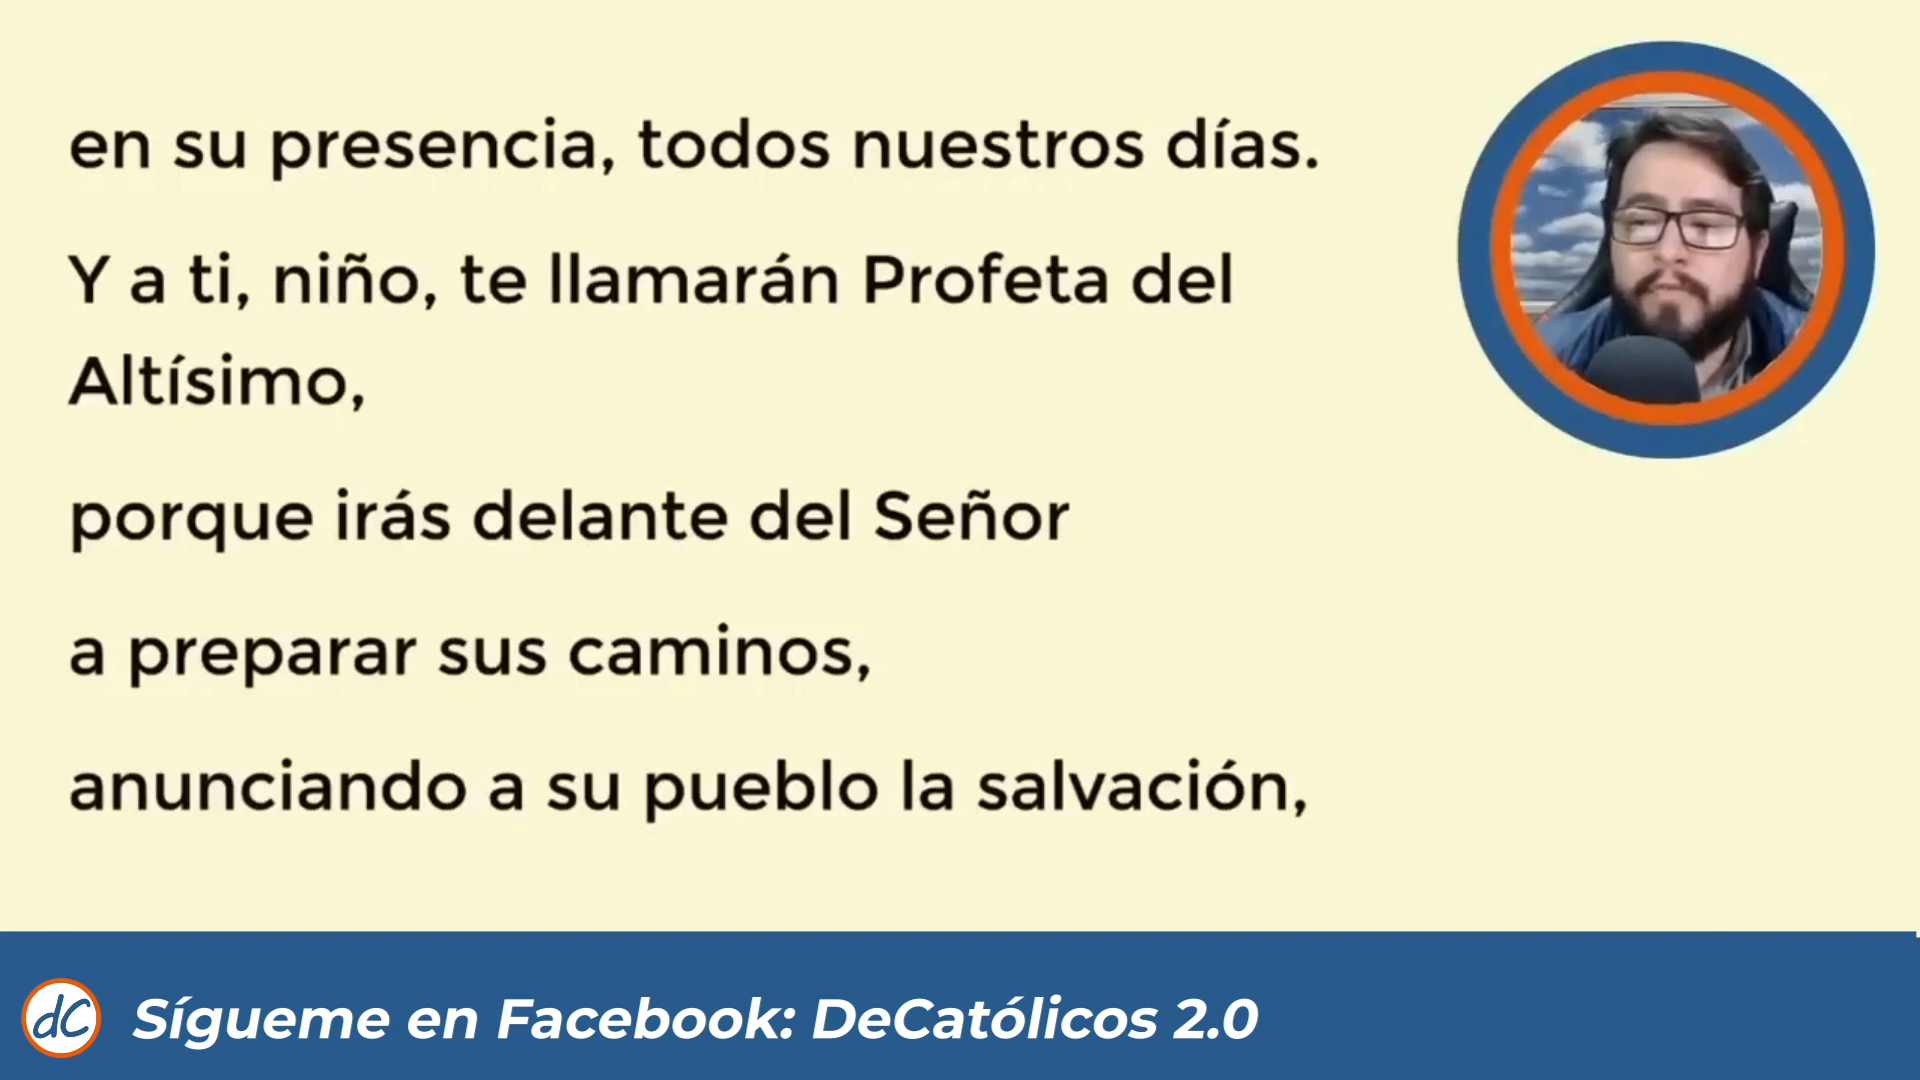 en su presencia, todos nuestros días.
Y a ti, niño, te llamarán Profeta del
Altísimo,
porque irás delante del Señor
a preparar sus caminos,
anunciando a su pueblo la salvación,
dC Sígueme en Facebook: DeCatólicos 2.0